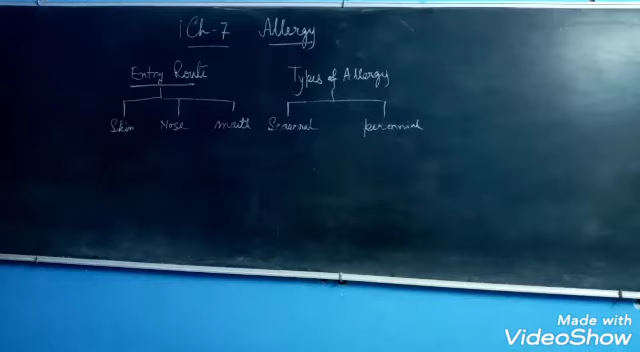 Ch-7 Allergy
Entry Route Types of Allergy
Skin Nose mouth Seasonal perennial
Made with
VideoShow